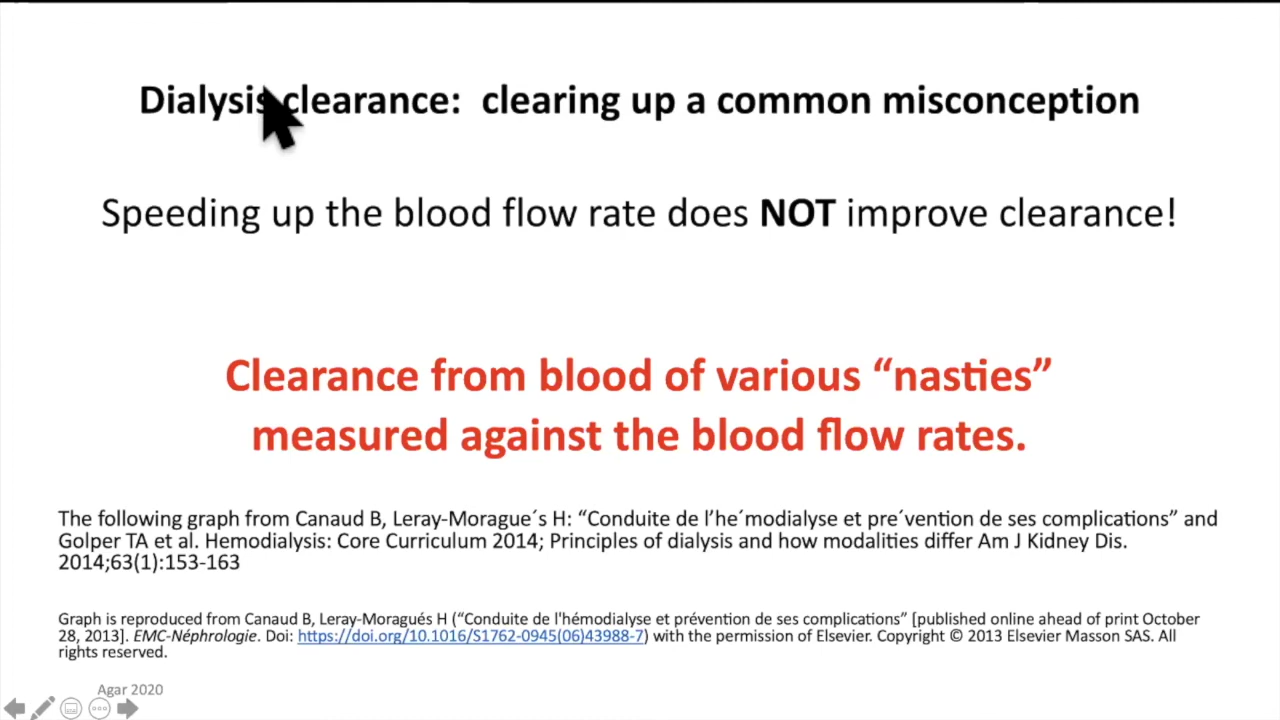 Dialysis clearance:  clearing up a common misconception
Speeding up the blood flow rate does NOT improve clearance!
Clearance from blood of various “nasties”
measured against the blood flow rates.
The following graph from Canaud B, Leray-Morague´s H: “Conduite de l’he´modialyse et pre´vention de ses complications” and
Golper TA et al. Hemodialysis: Core Curriculum 2014; Principles of dialysis and how modalities differ Am J Kidney Dis.
2014;63(1):153-163
Graph is reproduced from Canaud B, Leray-Moragués H (“Conduite de l'hémodialyse et prévention de ses complications” [published online ahead of print October
28, 2013]. EMC-Néphrologie. Doi: https://doi.org/10.1016/S1762-0945(06)43988-7) with the permission of Elsevier. Copyright © 2013 Elsevier Masson SAS. All
rights reserved.
Agar 2020